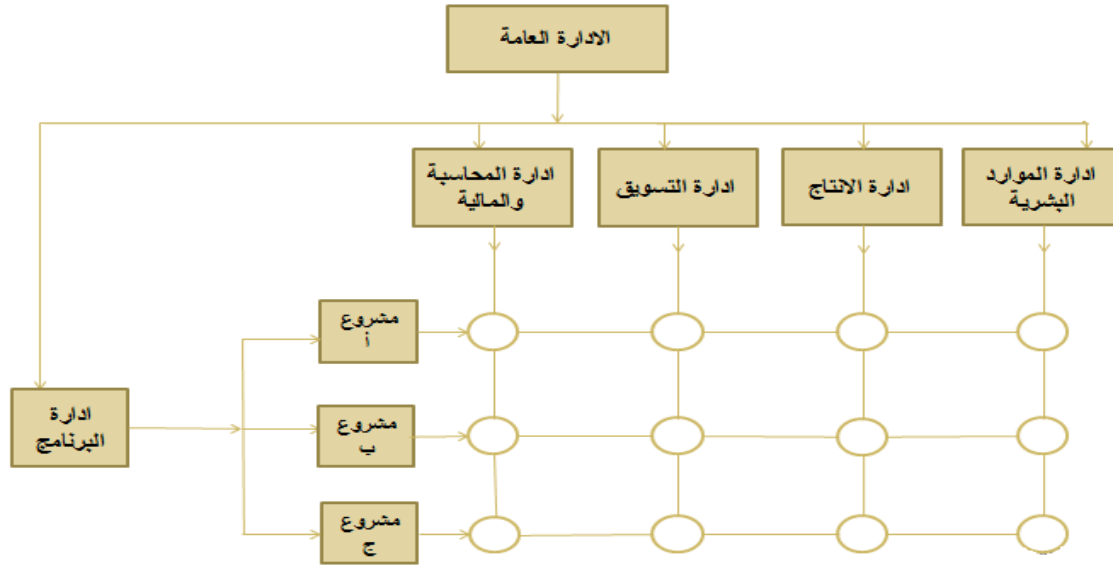 الادارة العامة
ادارة الموارد
البشرية
ادارة الانتاج
ادارة التسويق
ادارة المحاسبة
والمالية
مشروع
أ
مشروع
ب
مشروع
ج
ادارة
البرنامج